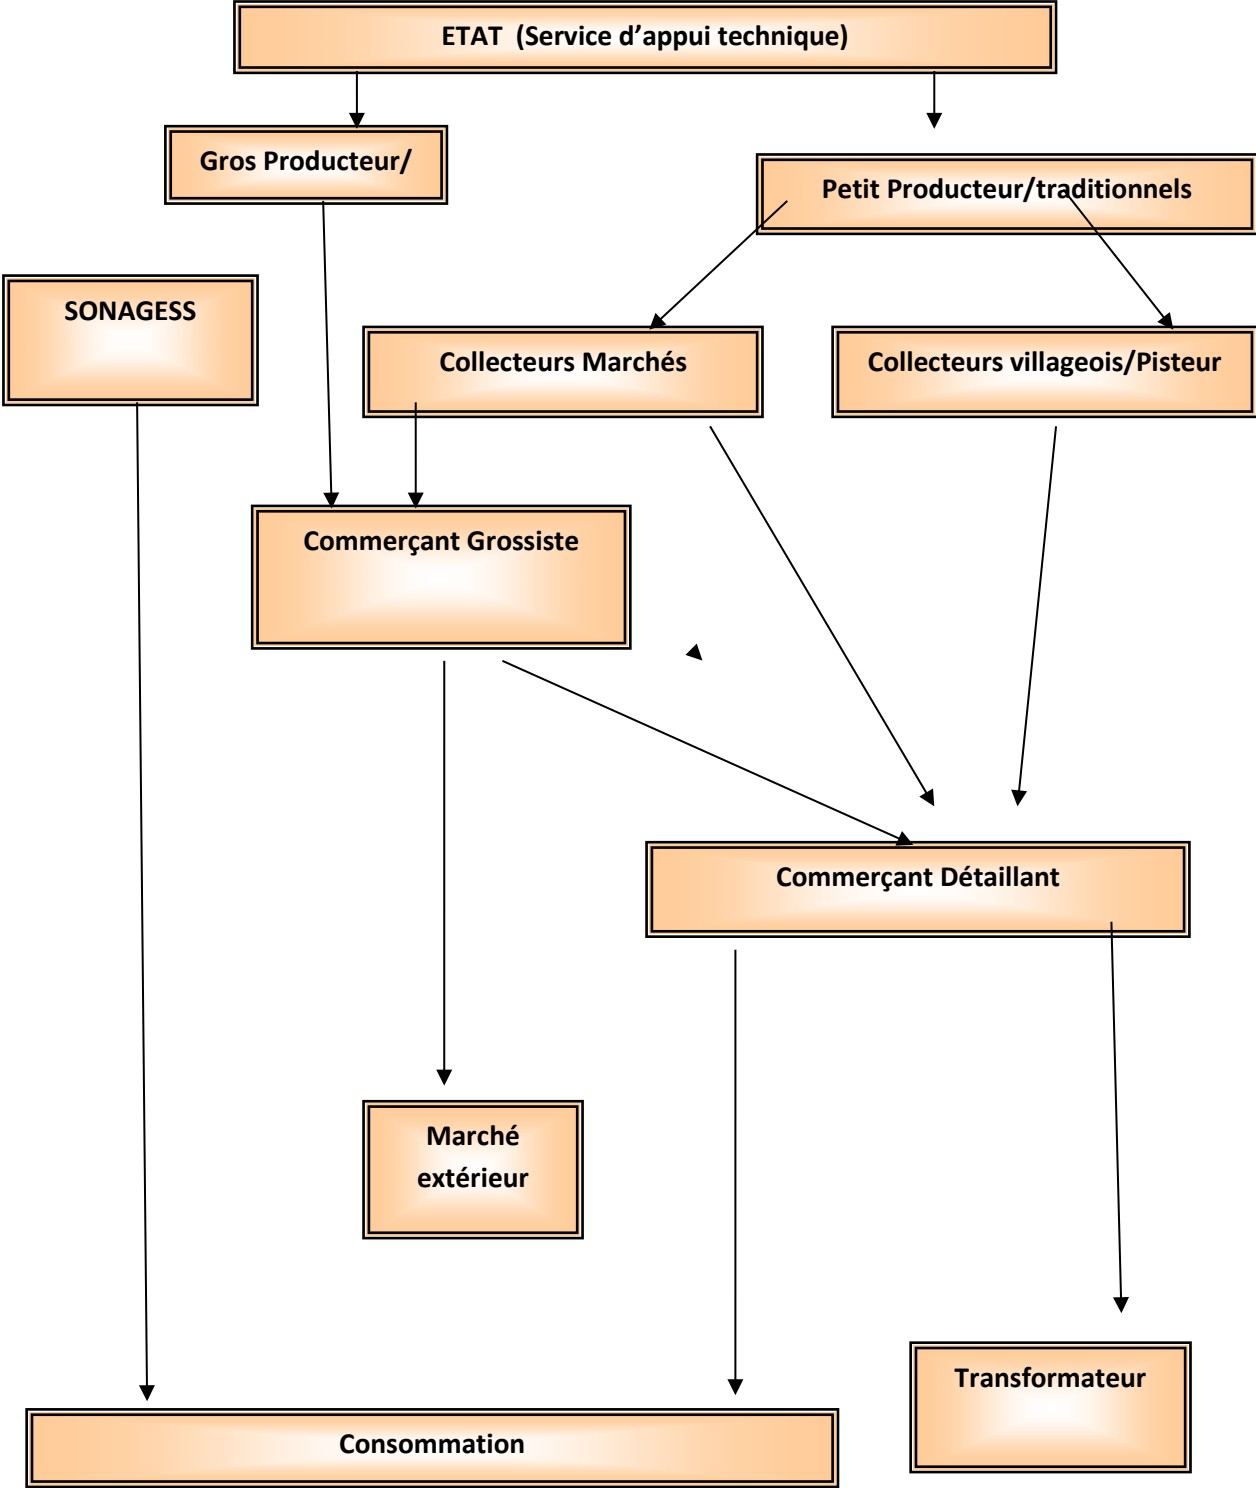 ETAT  (Service d’appui technique)
Gros Producteur/
Petit Producteur/traditionnels
SONAGESS
Collecteurs Marchés
Collecteurs villageois/Pisteur
Commerçant Grossiste
Commerçant Détaillant
Marché
extérieur
Transformateur
Consommation